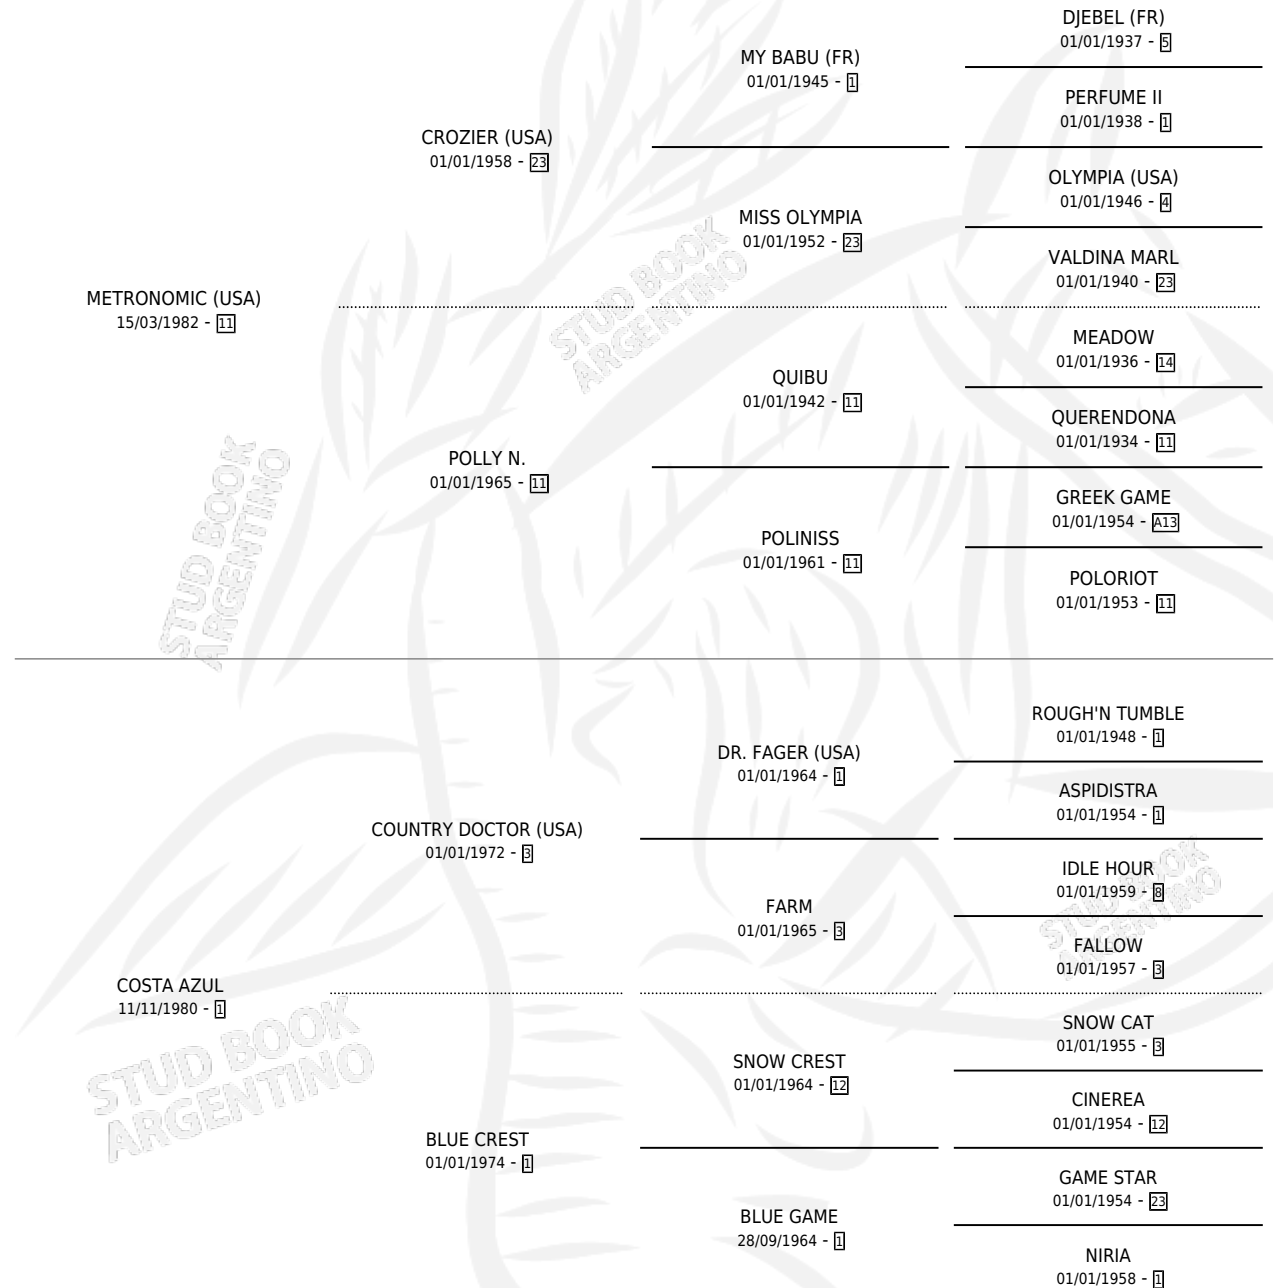 DJEBEL (FR)
01/01/1937 - 5
MY BABU (FR)
01/01/1945 - 1
PERFUME II
01/01/1938 - 1
CROZIER (USA)
01/01/1958 - 23
OLYMPIA (USA)
01/01/1946 - 4
MISS OLYMPIA
01/01/1952 - 23
VALDINA MARL
01/01/1940 - 23
METRONOMIC (USA)
15/03/1982 - 11
MEADOW
01/01/1936 - 14
QUIBU
01/01/1942 - 11
QUERENDONA
01/01/1934 - 11
POLLY N.
01/01/1965 - 11
GREEK GAME
01/01/1954 - A13
POLINISS
01/01/1961 - 11
POLORIOT
01/01/1953 - 11
ROUGH'N TUMBLE
01/01/1948 - 1
DR. FAGER (USA)
01/01/1964 - 1
ASPIDISTRA
01/01/1954 - 1
COUNTRY DOCTOR (USA)
01/01/1972 - 3
IDLE HOUR
01/01/1959 - 8
FARM
01/01/1965 - 3
FALLOW
01/01/1957 - 3
COSTA AZUL
11/11/1980 - 1
SNOW CAT
01/01/1955 - 3
SNOW CREST
01/01/1964 - 12
CINEREA
01/01/1954 - 12
BLUE CREST
01/01/1974 - 1
GAME STAR
01/01/1954 - 23
BLUE GAME
28/09/1964 - 1
NIRIA
01/01/1958 - 1
STUD BOOK
ARGENTINO
STUD BOOK
ARGENTINO
STUD BOOK
ARGENTINO
STUD BOOK
ARGENTINO